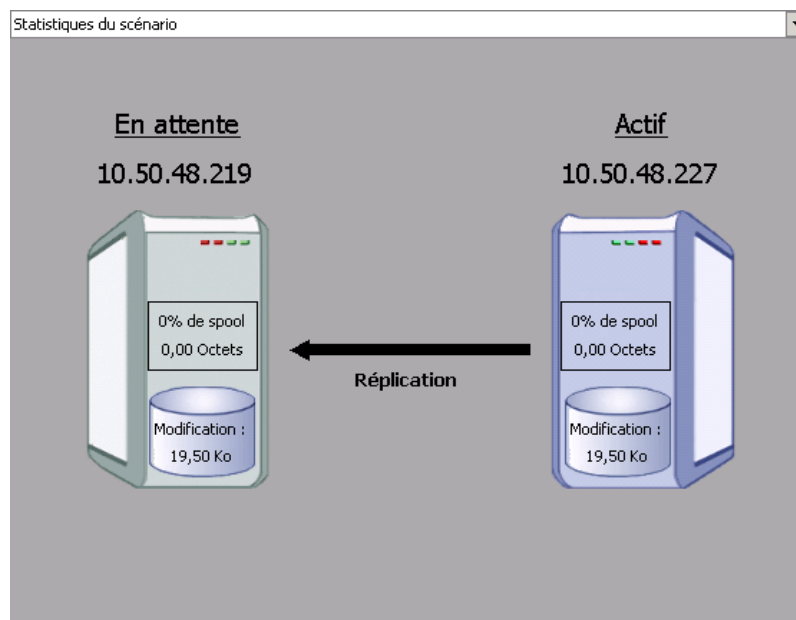 Statistiques du scénario
En attente
10.50.48.219
Actif
10.50.48.227
0% de spool
0,00 Octets
0% de spool
0,00 Octets
Réplication
Modification :
19,50 Ko
Modification :
19,50 Ko